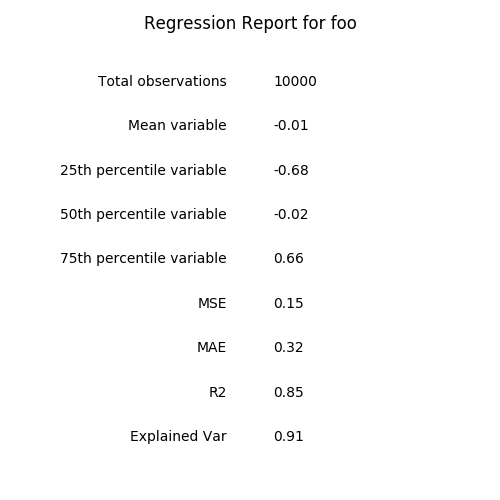 Regression Report for foo
Total observations 10000
Mean variable -0.01
25th percentile variable -0.68
50th percentile variable -0.02
75th percentile variable 0.66
MSE 0.15
MAE 0.32
R2 0.85
Explained Var 0.91